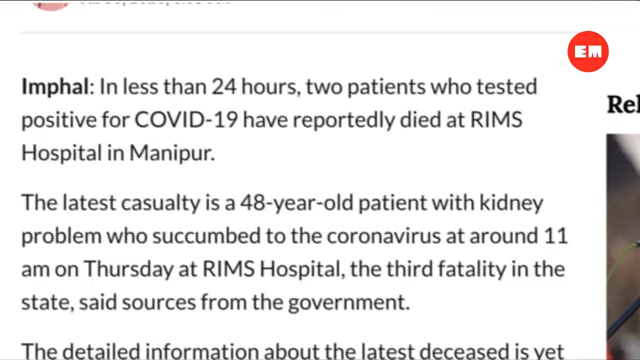 EM
Imphal: In less than 24 hours, two patients who tested
positive for COVID-19 have reportedly died at RIMS
Hospital in Manipur.
The latest casualty is a 48-year-old patient with kidney
problem who succumbed to the coronavirus at around 11
am on Thursday at RIMS Hospital, the third fatality in the
state, said sources from the government.
The detailed information about the latest deceased is yet